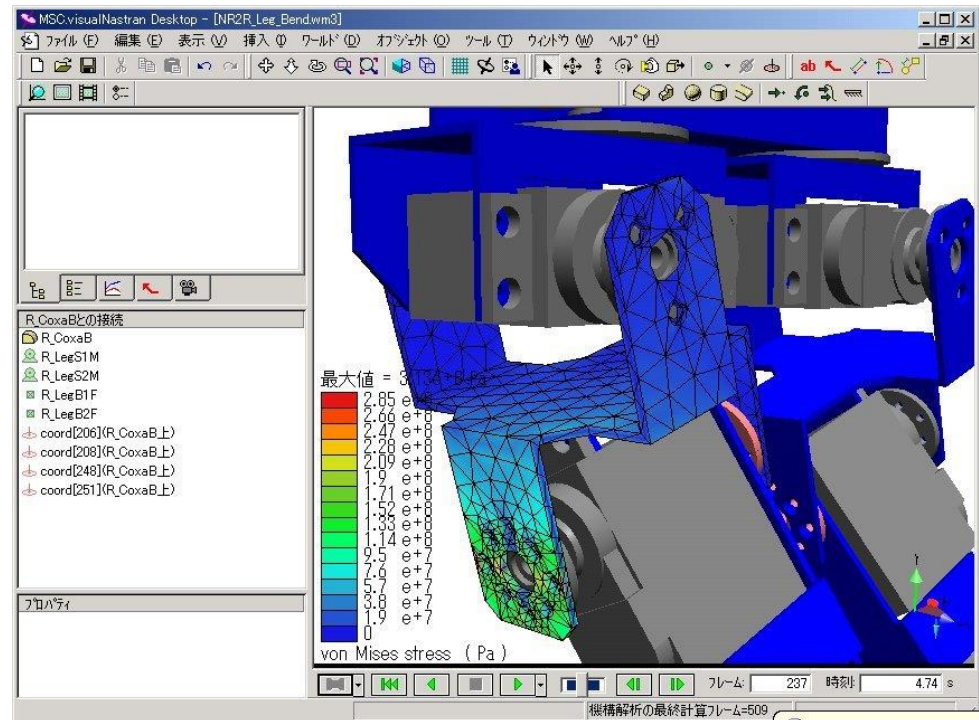 MSC.visualNastran Desktop - [NR2R_Leg_Bend.wm3]
ファイル(F) 編集(E) 表示(V) 挿入(I) ワールド(D) オブジェクト(O) ツール(T) ウィンドウ(W) ヘルプ(H)
ab
R_CoxaBとの接続
R_CoxaB
R_LegS1M
R_LegS2M
R_LegB1F
R_LegB2F
coord[206](R_CoxaB上)
coord[208](R_CoxaB上)
coord[248](R_CoxaB上)
coord[251](R_CoxaB上)
プロパティ
最大値 =
2.85 e+8
2.66 e+8
2.47 e+8
2.28 e+8
2.09 e+8
1.9 e+8
1.71 e+8
1.52 e+8
1.33 e+8
1.14 e+8
9.5 e+7
7.6 e+7
5.7 e+7
3.8 e+7
1.9 e+7
0
von Mises stress (Pa)
フレーム: 237 時刻: 4.74 s
機構解析の最終計算フレーム=509